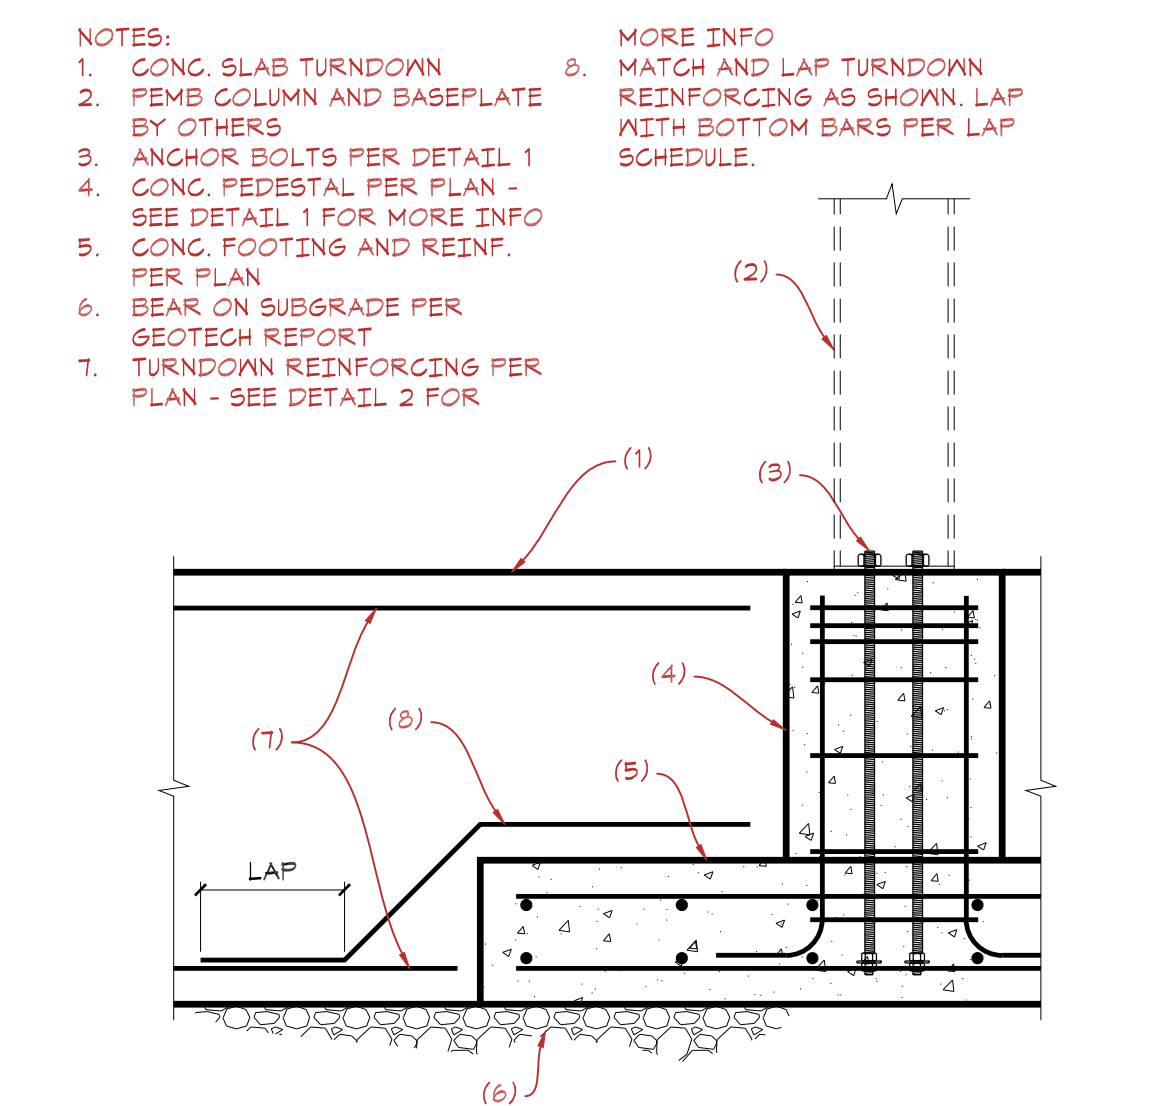 NOTES:
1. CONC. SLAB TURNDOWN
2. PEMB COLUMN AND BASEPLATE
BY OTHERS
3. ANCHOR BOLTS PER DETAIL 1
4. CONC. PEDESTAL PER PLAN -
SEE DETAIL 1 FOR MORE INFO
5. CONC. FOOTING AND REINF.
PER PLAN
6. BEAR ON SUBGRADE PER
GEOTECH REPORT
7. TURNDOWN REINFORCING PER
PLAN - SEE DETAIL 2 FOR
MORE INFO
8. MATCH AND LAP TURNDOWN
REINFORCING AS SHOWN. LAP
WITH BOTTOM BARS PER LAP
SCHEDULE.
(2)
(1)
(3)
(4)
(8)
(7)
(5)
LAP
(6)